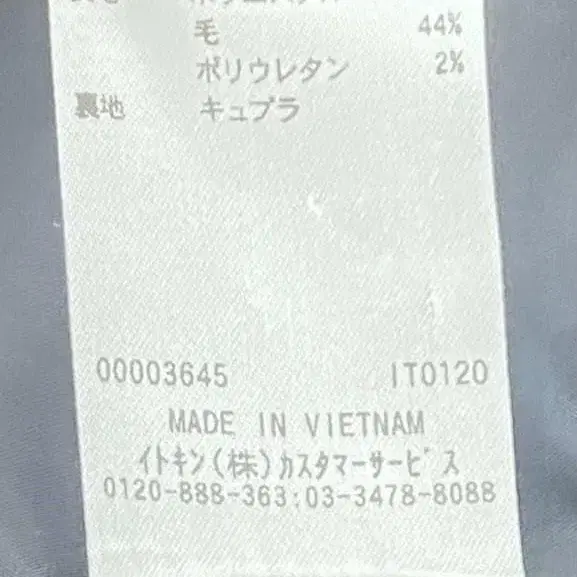 毛 44%
ポリウレタン 2%
裏地 キュプラ
00003645 IT0120
MADE IN VIETNAM
イトキン(株)カスタマーサービス
0120-888-363:03-3478-8088